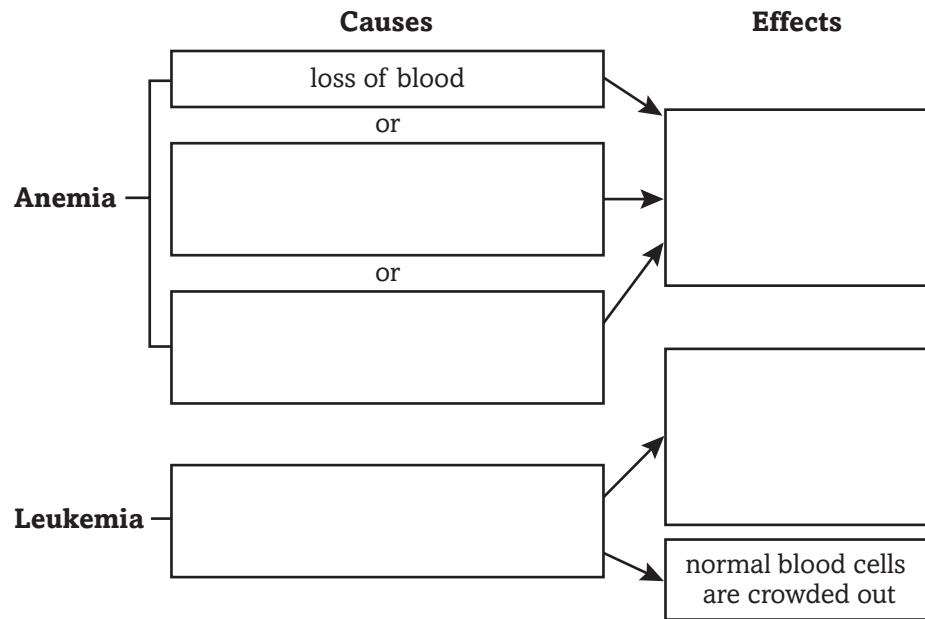 Causes
Effects
loss of blood
or
Anemia
or
Leukemia
normal blood cells
are crowded out